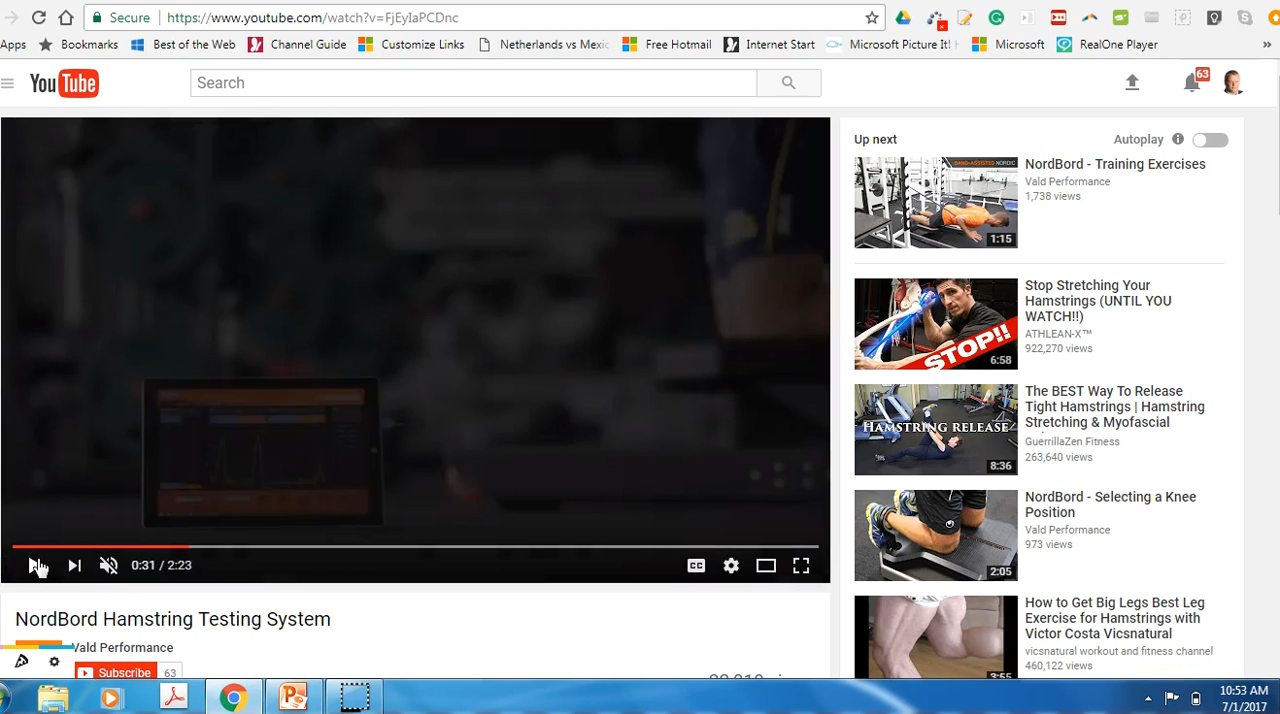 Secure https://www.youtube.com/watch?v=FjEyIaPCDnc
Apps Bookmarks Best of the Web Channel Guide Customize Links Netherlands vs Mexic Free Hotmail Internet Start Microsoft Picture It! Microsoft RealOne Player »
YouTube
Search
63
Up next
Autoplay
NordBord - Training Exercises
Vald Performance
1,738 views
1:15
Stop Stretching Your
Hamstrings (UNTIL YOU
WATCH!!)
ATHLEAN-X™
922,270 views
STOP!!
6:58
The BEST Way To Release
Tight Hamstrings | Hamstring
Stretching & Myofascial
GuerrillaZen Fitness
263,640 views
HAMSTRING RELEASE
8:36
NordBord - Selecting a Knee
Position
Vald Performance
973 views
2:05
How to Get Big Legs Best Leg
Exercise for Hamstrings with
Victor Costa Vicsnatural
vicsnatural workout and fitness channel
460,122 views
3:55
0:31 / 2:23
CC
NordBord Hamstring Testing System
Vald Performance
Subscribe 63
10:53 AM
7/1/2017